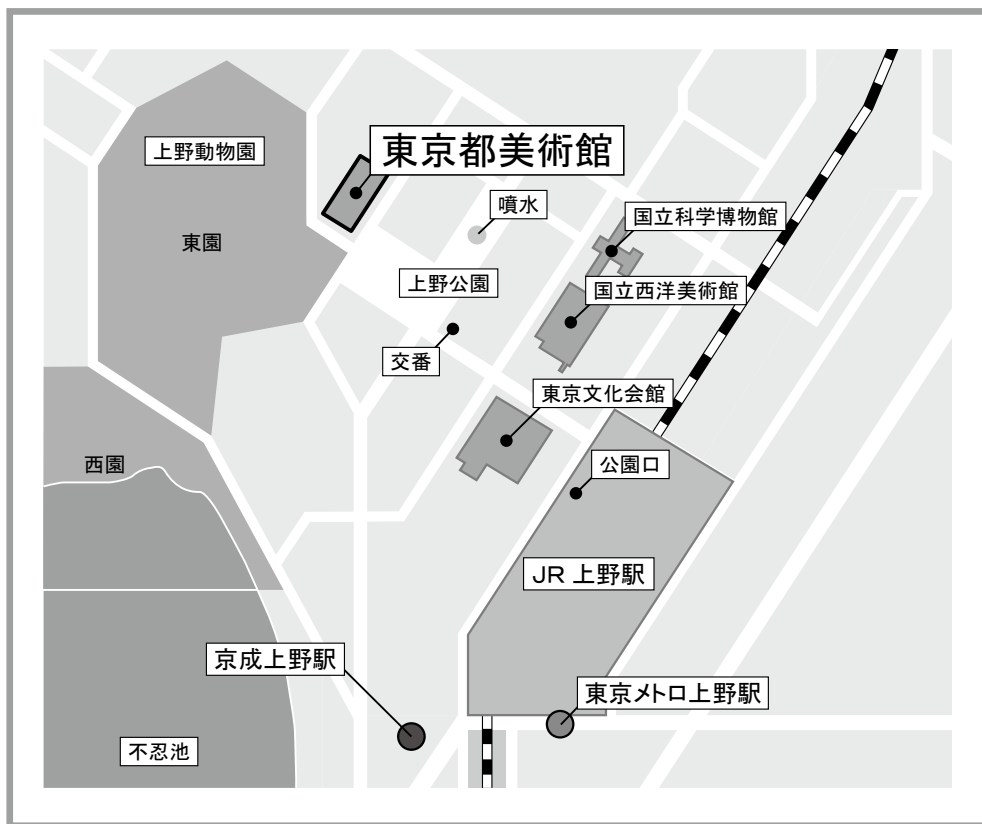 上野動物園
東京都美術館
噴水
国立科学博物館
東園
上野公園
国立西洋美術館
交番
東京文化会館
西園
公園口
JR 上野駅
京成上野駅
東京メトロ上野駅
不忍池